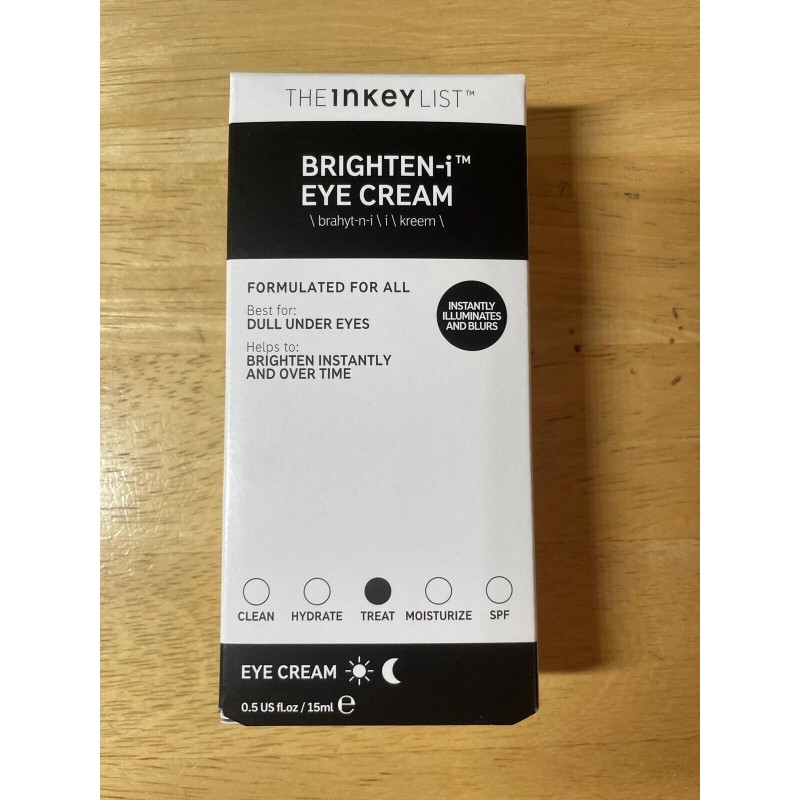 THE INKEY LIST™
BRIGHTEN-i™
EYE CREAM
\ brahyt-n-i \ i \ kreem \
FORMULATED FOR ALL
Best for:
DULL UNDER EYES
Helps to:
BRIGHTEN INSTANTLY
AND OVER TIME
INSTANTLY
ILLUMINATES
AND BLURS
CLEAN HYDRATE TREAT MOISTURIZE SPF
EYE CREAM
0.5 US fl.oz / 15ml ℮